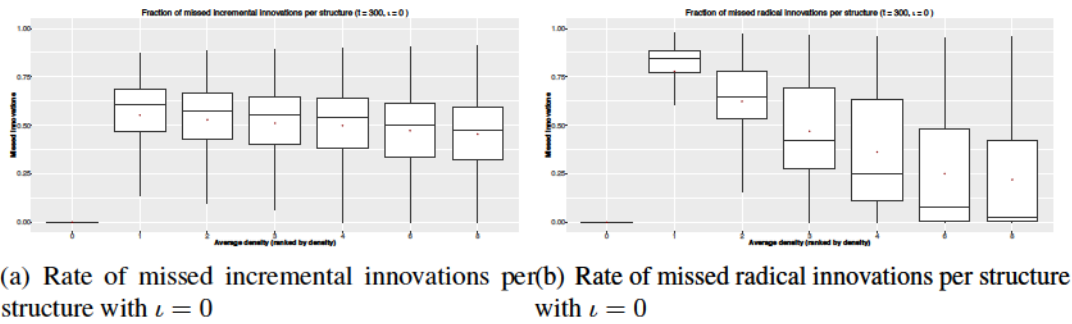 Fraction of missed incremental innovations per structure (t = 300, ι = 0 )
1.00
0.75
0.50
0.25
0.00
Missed innovations
0 1 2 3 4 6 8
Average density (ranked by density)
Fraction of missed radical innovations per structure (t = 300, ι = 0 )
1.00
0.75
0.50
0.25
0.00
Missed innovations
0 1 2 3 4 6 8
Average density (ranked by density)
(a) Rate of missed incremental innovations per
structure with ι = 0
(b) Rate of missed radical innovations per structure
with ι = 0